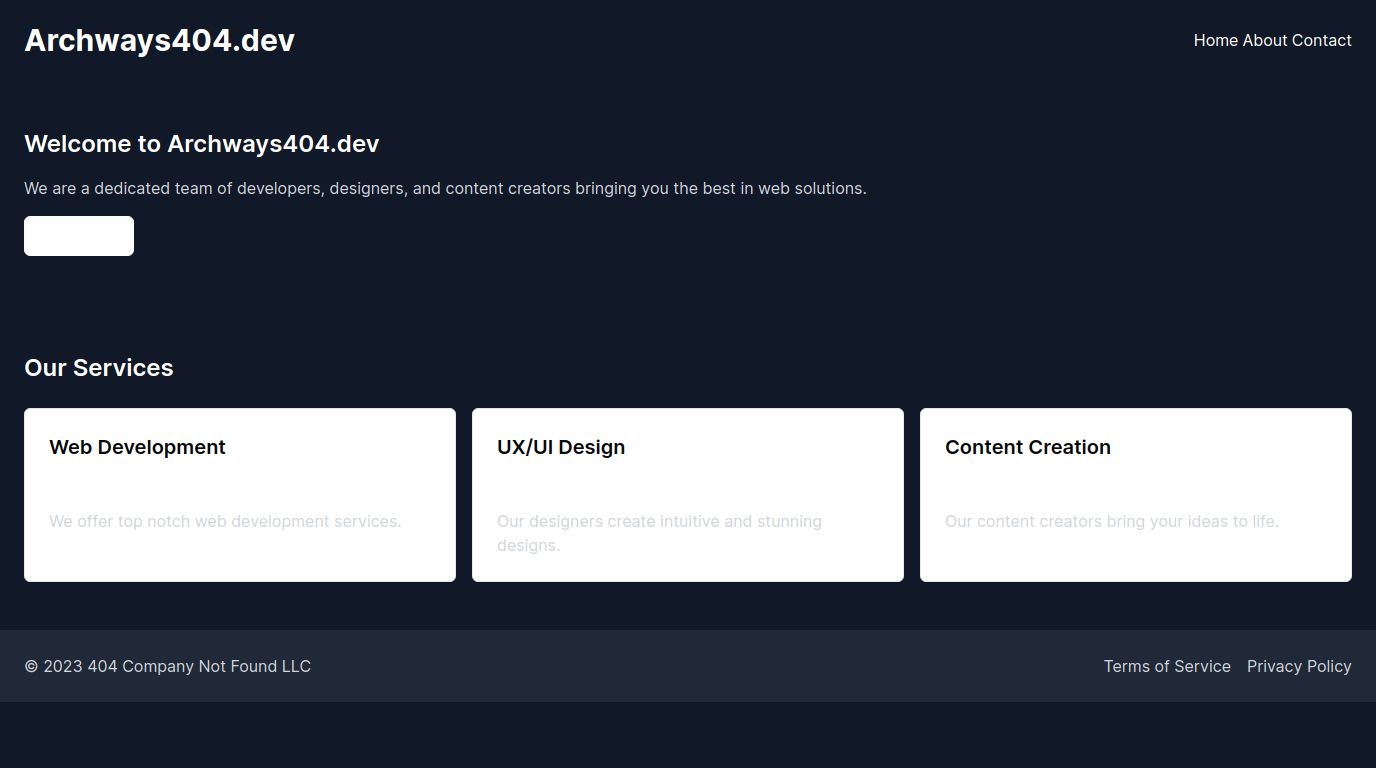 Archways404.dev
Home About Contact
Welcome to Archways404.dev
We are a dedicated team of developers, designers, and content creators bringing you the best in web solutions.
Our Services
Web Development
We offer top notch web development services.
UX/UI Design
Our designers create intuitive and stunning
designs.
Content Creation
Our content creators bring your ideas to life.
© 2023 404 Company Not Found LLC
Terms of Service Privacy Policy